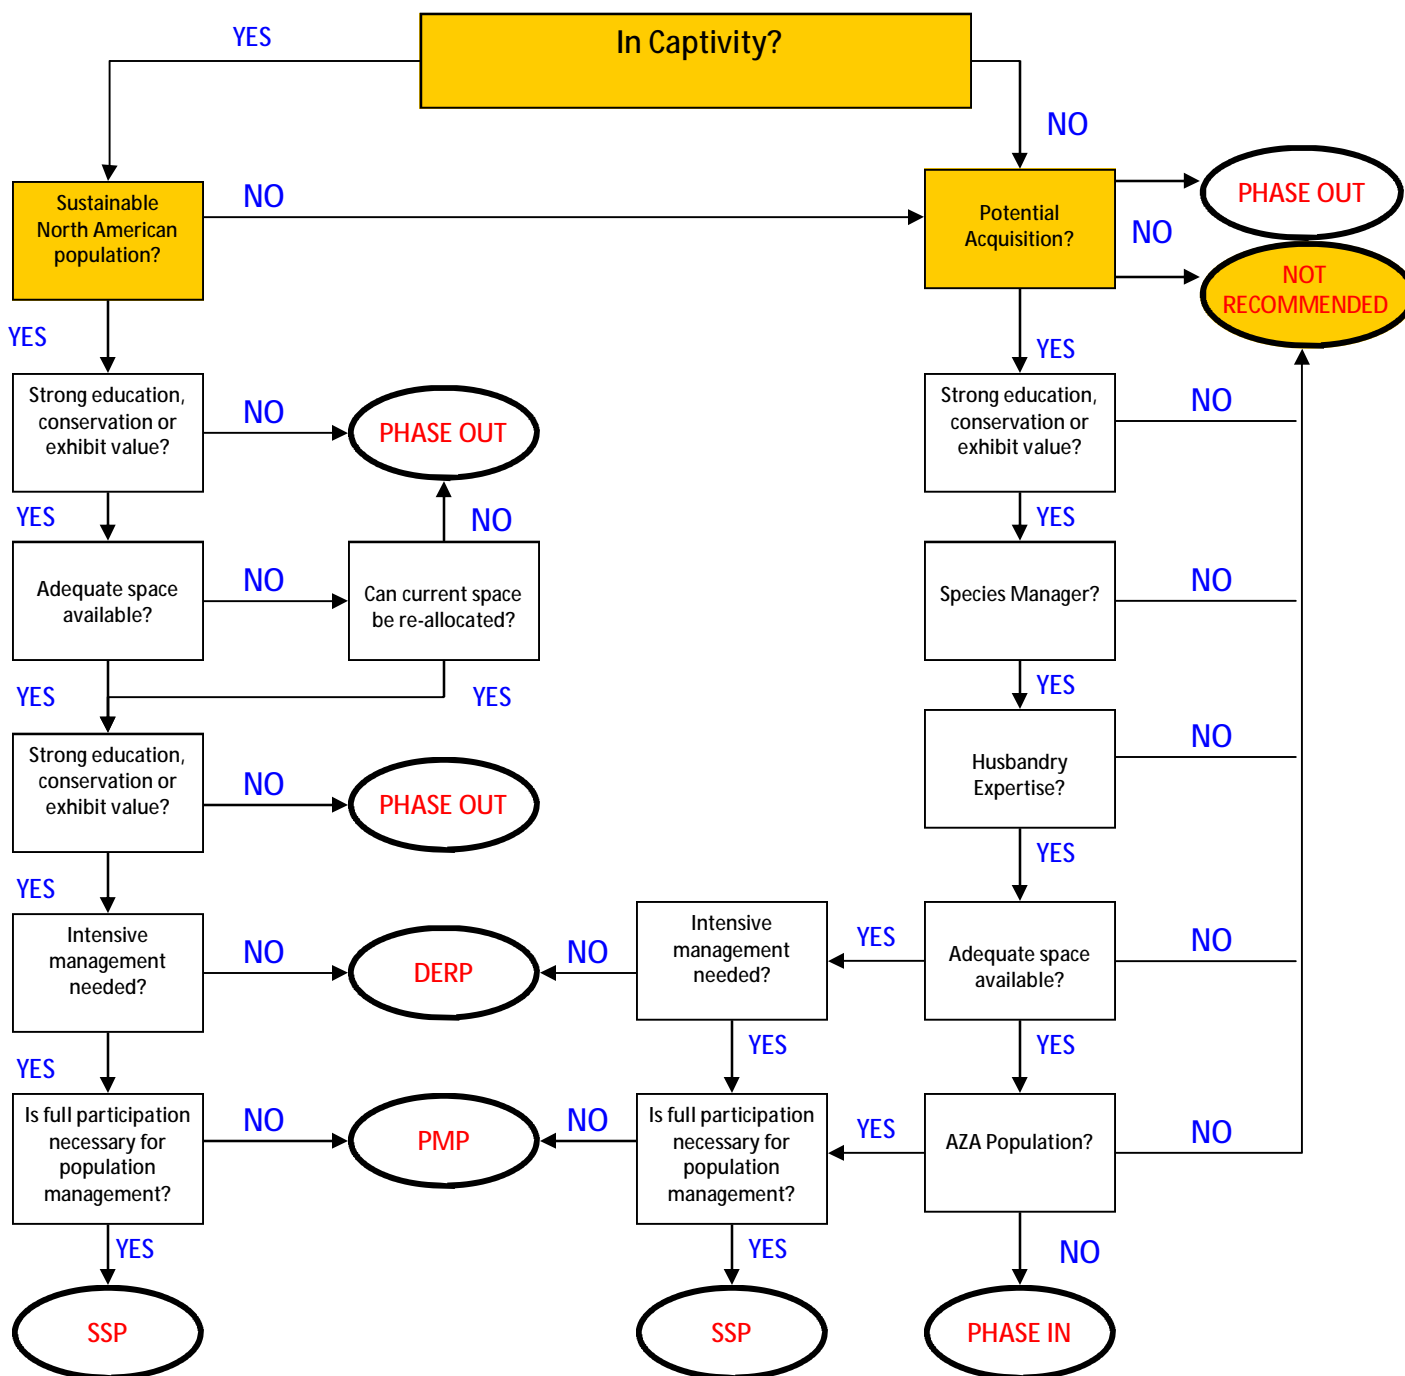 YES
In Captivity?
NO
Sustainable
North American
population?
NO
Potential
Acquisition?
NO
PHASE OUT
NOT
RECOMMENDED
YES
YES
Strong education,
conservation or
exhibit value?
NO
PHASE OUT
Strong education,
conservation or
exhibit value?
NO
YES
NO
YES
Adequate space
available?
NO
Can current space
be re-allocated?
Species Manager?
NO
YES
YES
YES
Strong education,
conservation or
exhibit value?
NO
PHASE OUT
Husbandry
Expertise?
NO
YES
YES
Intensive
management
needed?
NO
DERP
NO
Intensive
management
needed?
YES
Adequate space
available?
NO
YES
YES
YES
Is full participation
necessary for
population
management?
NO
PMP
NO
Is full participation
necessary for
population
management?
YES
AZA Population?
NO
YES
YES
NO
SSP
SSP
PHASE IN